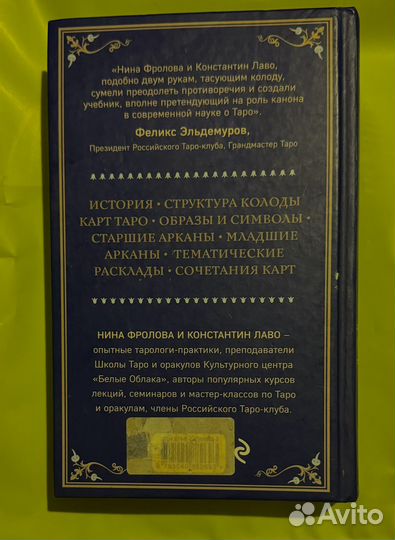 «Нина Фролова и Константин Лаво,
подобно двум рукам, тасующим колоду,
сумели преодолеть противоречия и создали
учебник, вполне претендующий на роль канона
в современной науке о Таро».
Феликс Эльдемуров,
Президент Российского Таро-клуба, Грандмастер Таро
ИСТОРИЯ • СТРУКТУРА КОЛОДЫ
КАРТ ТАРО • ОБРАЗЫ И СИМВОЛЫ •
СТАРШИЕ АРКАНЫ • МЛАДШИЕ
АРКАНЫ • ТЕМАТИЧЕСКИЕ
РАСКЛАДЫ • СОЧЕТАНИЯ КАРТ
НИНА ФРОЛОВА И КОНСТАНТИН ЛАВО –
опытные тарологи-практики, преподаватели
Школы Таро и оракулов Культурного центра
«Белые Облака», авторы популярных курсов
лекций, семинаров и мастер-классов по Таро
и оракулам, члены Российского Таро-клуба.
Avito